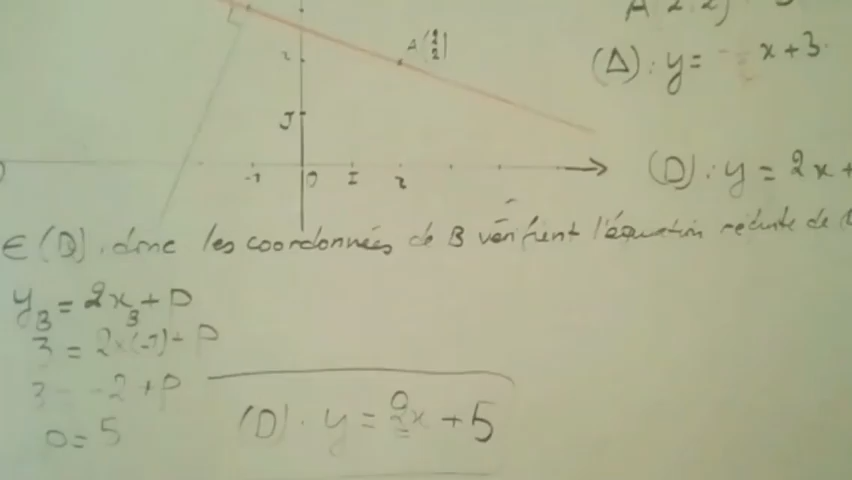 A(2
2)
2
(Δ) : y = x + 3.
J
-1 O I 2
(D) : y = 2x +
∈ (D). donc les coordonnées de B vérifient l'équation réduite de
y_B = 2x_B + p
3 = 2×(-1) + p
3 = -2 + p
p = 5
(D) . y = 2x + 5